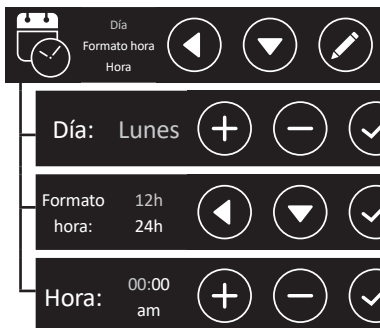 Día
Formato hora
Hora
Día: Lunes
Formato hora: 12h 24h
Hora: 00:00 am